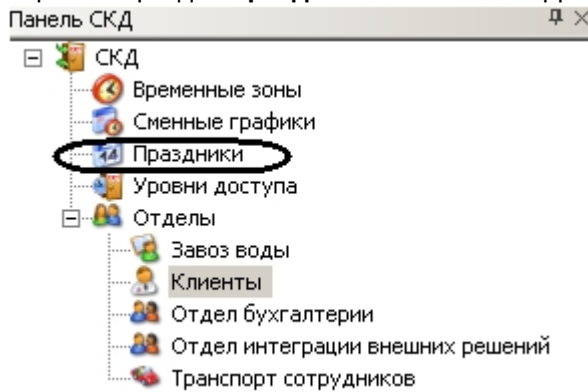 Панель СКД
СКД
Временные зоны
Сменные графики
Праздники
Уровни доступа
Отделы
Завоз воды
Клиенты
Отдел бухгалтерии
Отдел интеграции внешних решений
Транспорт сотрудников